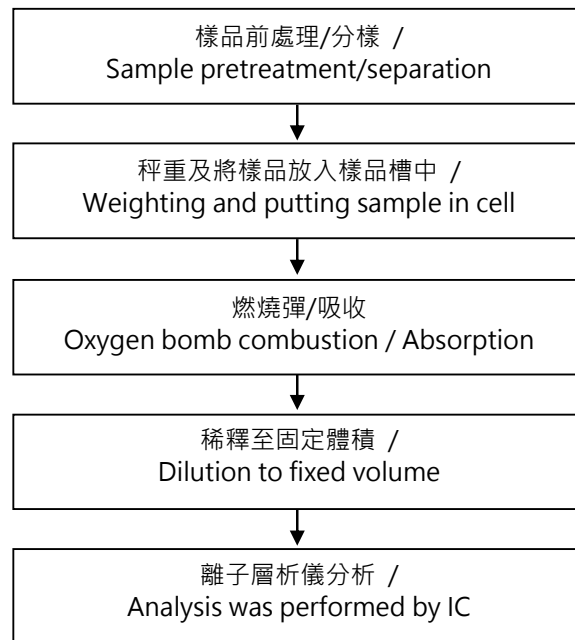 樣品前處理/分樣 /
Sample pretreatment/separation
秤重及將樣品放入樣品槽中 /
Weighting and putting sample in cell
燃燒彈/吸收
Oxygen bomb combustion / Absorption
稀釋至固定體積 /
Dilution to fixed volume
離子層析儀分析 /
Analysis was performed by IC